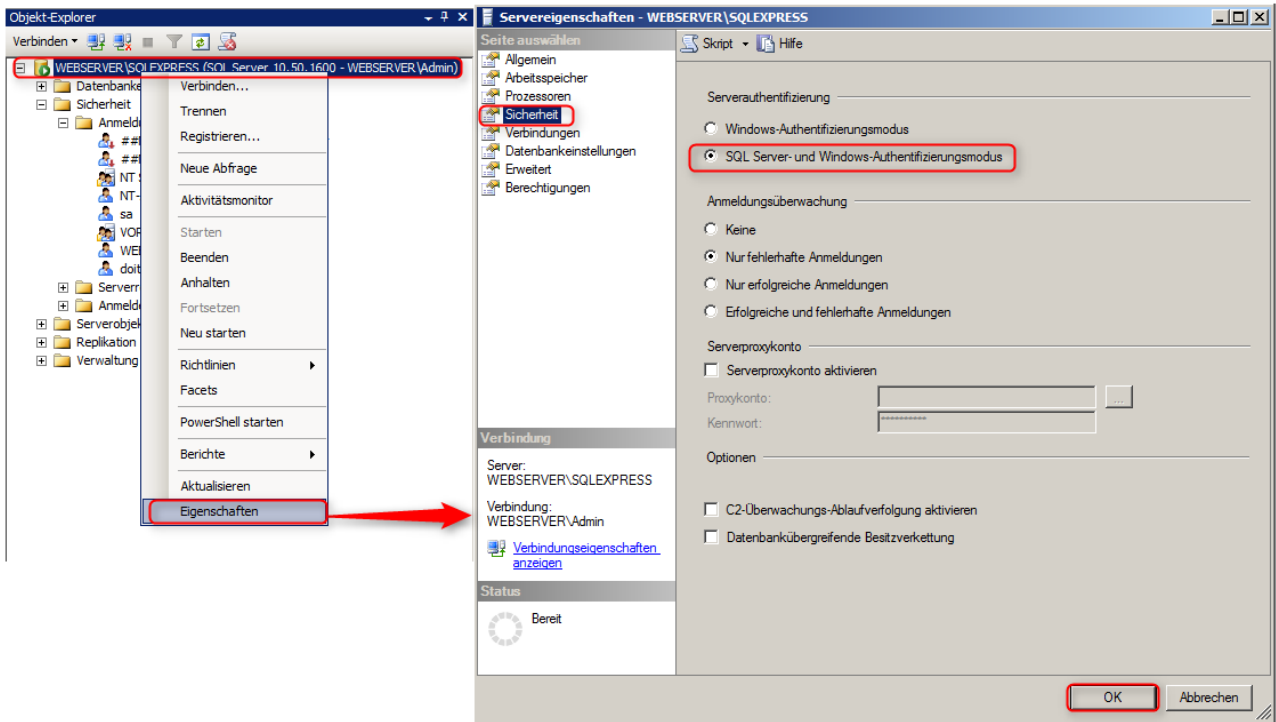 Objekt-Explorer
Verbinden
WEBSERVER\SQLEXPRESS (SQL Server 10.50.1600 - WEBSERVER\Admin)
Datenbanke
Sicherheit
Anmeld
##
##
NT
NT-
sa
VOR
WE
doit
Serverr
Anmeld
Serverobjek
Replikation
Verwaltung
Verbinden...
Trennen
Registrieren...
Neue Abfrage
Aktivitätsmonitor
Starten
Beenden
Anhalten
Fortsetzen
Neu starten
Richtlinien
Facets
PowerShell starten
Berichte
Aktualisieren
Eigenschaften
Servereigenschaften - WEBSERVER\SQLEXPRESS
Seite auswählen
Allgemein
Arbeitsspeicher
Prozessoren
Sicherheit
Verbindungen
Datenbankeinstellungen
Erweitert
Berechtigungen
Verbindung
Server:
WEBSERVER\SQLEXPRESS
Verbindung:
WEBSERVER\Admin
Verbindungseigenschaften
anzeigen
Status
Bereit
Skript
Hilfe
Serverauthentifizierung
Windows-Authentifizierungsmodus
SQL Server- und Windows-Authentifizierungsmodus
Anmeldungsüberwachung
Keine
Nur fehlerhafte Anmeldungen
Nur erfolgreiche Anmeldungen
Erfolgreiche und fehlerhafte Anmeldungen
Serverproxykonto
Serverproxykonto aktivieren
Proxykonto:
...
Kennwort:
**********
Optionen
C2-Überwachungs-Ablaufverfolgung aktivieren
Datenbankübergreifende Besitzverkettung
OK
Abbrechen